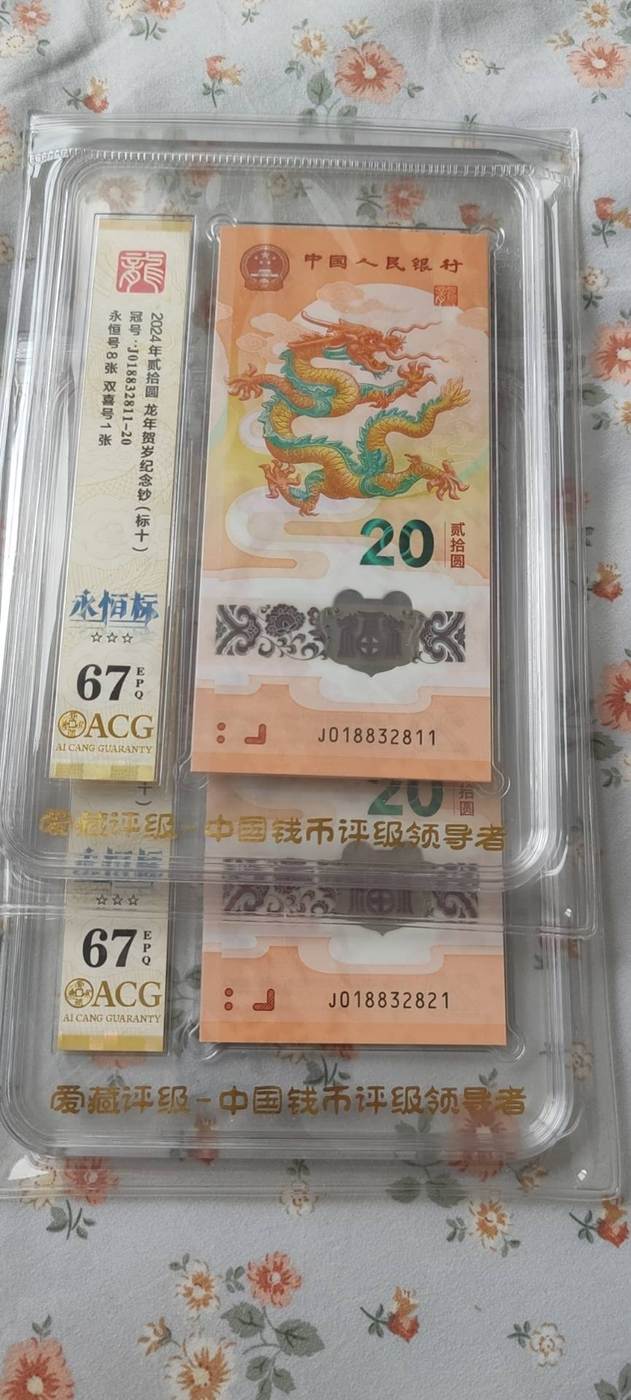 龍
2024年贰拾圆 龙年贺岁纪念钞（标十）
冠号：J018832811-20
永恒号8张 双喜号1张
永恒标
☆☆☆
67 EPQ
ACG
AI CANG GUARANTY
中国人民银行
20
贰拾圆
福
J018832811
爱藏评级-中国钱币评级领导者
十）
永恒标
☆☆☆
67 EPQ
ACG
AI CANG GUARANTY
20
拾圆
J018832821
爱藏评级-中国钱币评级领导者